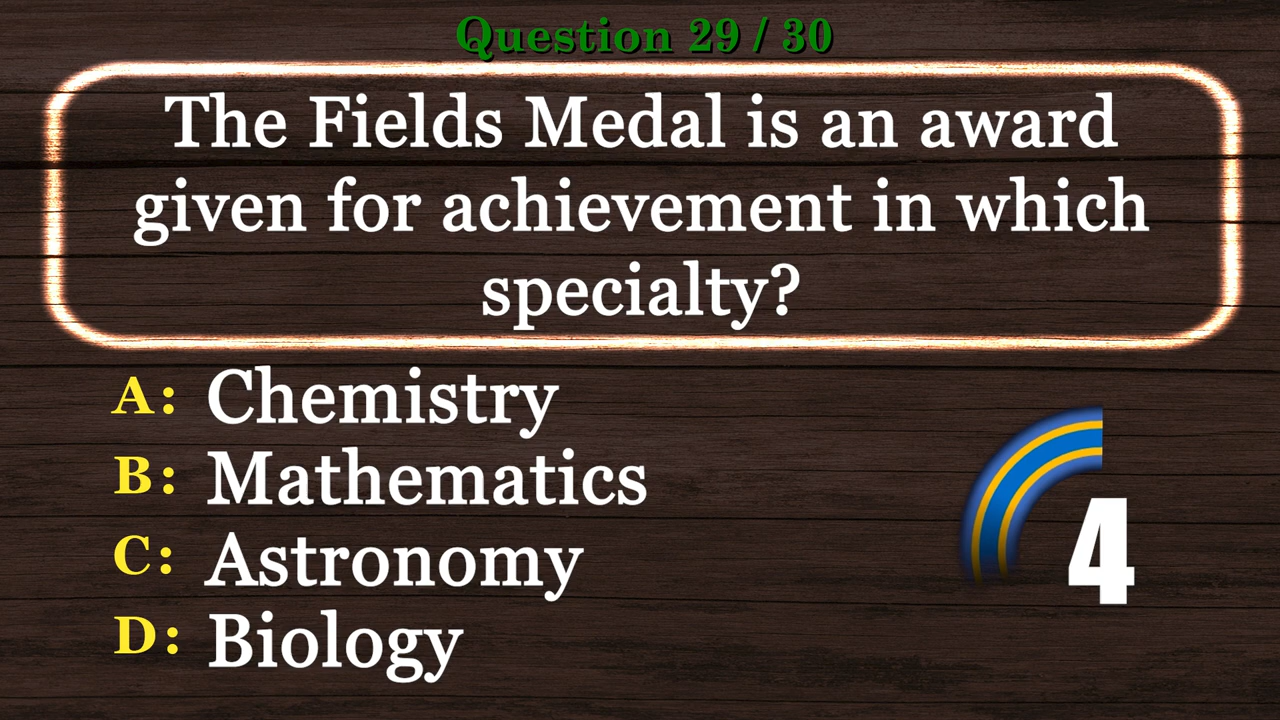 Question 29 / 30
The Fields Medal is an award
given for achievement in which
specialty?
A: Chemistry
B: Mathematics
C: Astronomy
D: Biology
4